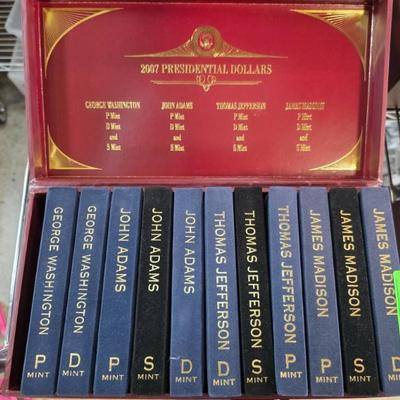 2007 PRESIDENTIAL DOLLARS
GEORGE WASHINGTON
P Mint
D Mint
and
S Mint
JOHN ADAMS
P Mint
D Mint
and
S Mint
THOMAS JEFFERSON
P Mint
D Mint
and
S Mint
JAMES MADISON
P Mint
D Mint
and
S Mint
GEORGE WASHINGTON
P
MINT
GEORGE WASHINGTON
D
MINT
JOHN ADAMS
P
MINT
JOHN ADAMS
S
MINT
JOHN ADAMS
D
MINT
THOMAS JEFFERSON
D
MINT
THOMAS JEFFERSON
S
MINT
THOMAS JEFFERSON
P
MINT
JAMES MADISON
P
MINT
JAMES MADISON
S
MINT
JAMES MADISON
D
MINT